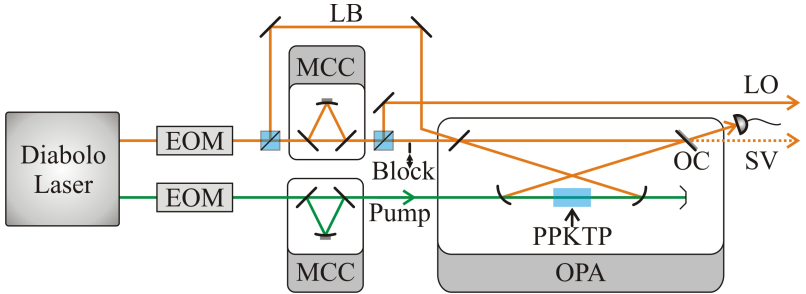 LB
MCC
LO
EOM
Diabolo
Laser
Block
OC
SV
EOM
Pump
PPKTP
MCC
OPA